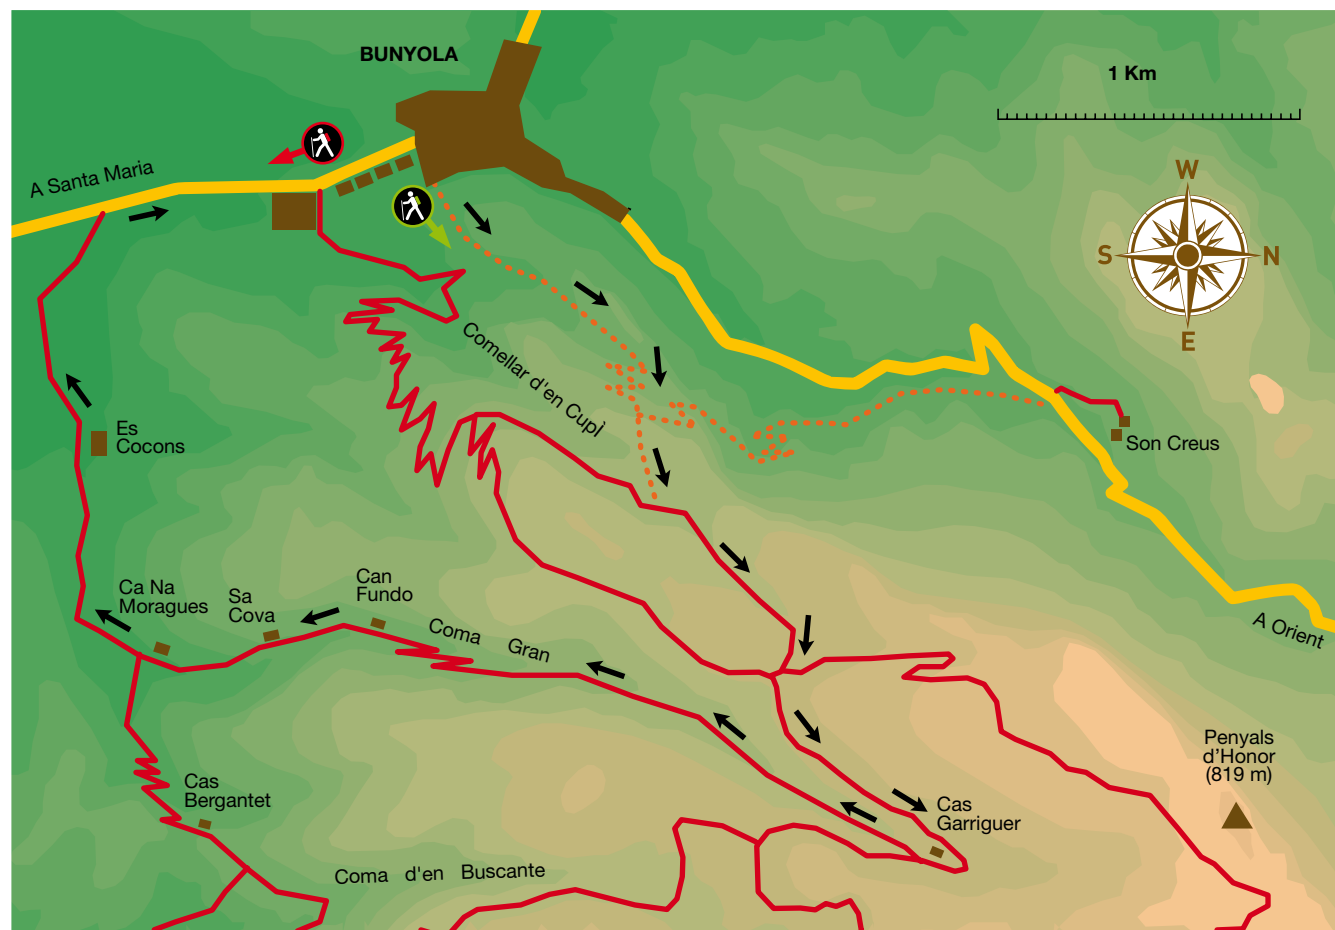 BUNYOLA
1 Km
A Santa Maria
W
S
N
E
Comellar d'en Cupì
Son Creus
Es
Cocons
A Orient
Ca Na
Moragues
Sa
Cova
Can
Fundo
Coma Gran
Penyals
d'Honor
(819 m)
Cas
Bergantet
Cas
Garriguer
Coma d'en Buscante